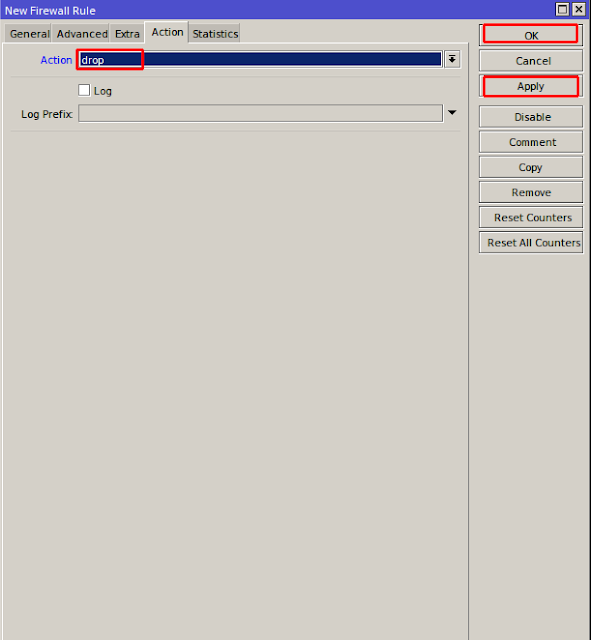 New Firewall Rule
General Advanced Extra Action Statistics
Action drop
Log
Log Prefix:
OK
Cancel
Apply
Disable
Comment
Copy
Remove
Reset Counters
Reset All Counters